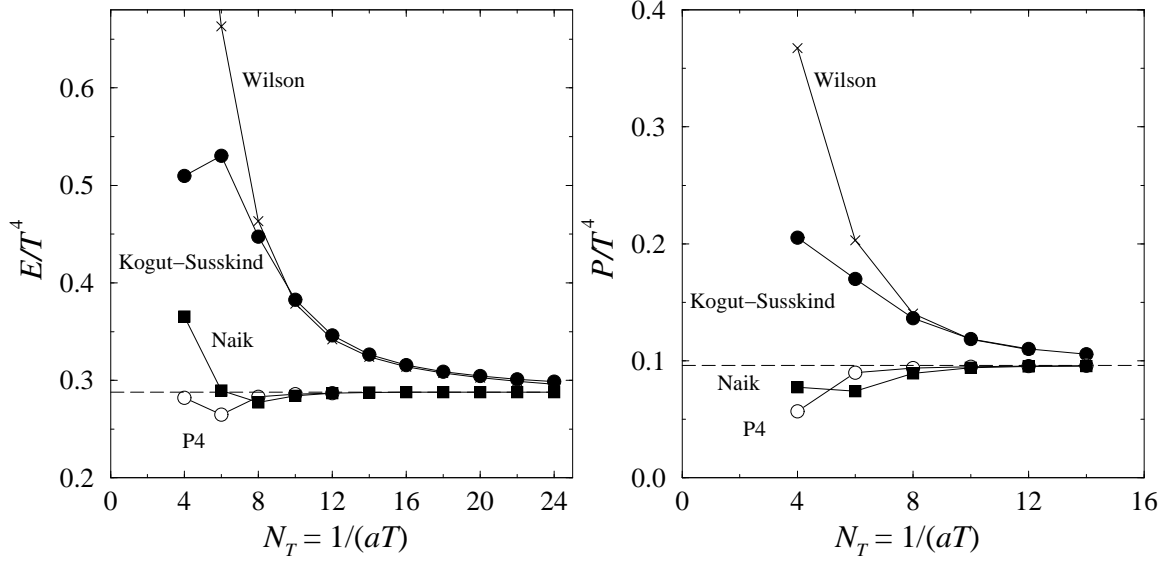 0.6
0.5
0.4
0.3
0.2
E/T⁴
Wilson
Kogut–Susskind
Naik
P4
0 4 8 12 16 20 24
N_T = 1/(aT)
0.4
0.3
0.2
0.1
0.0
P/T⁴
Wilson
Kogut–Susskind
Naik
P4
0 4 8 12 16
N_T = 1/(aT)